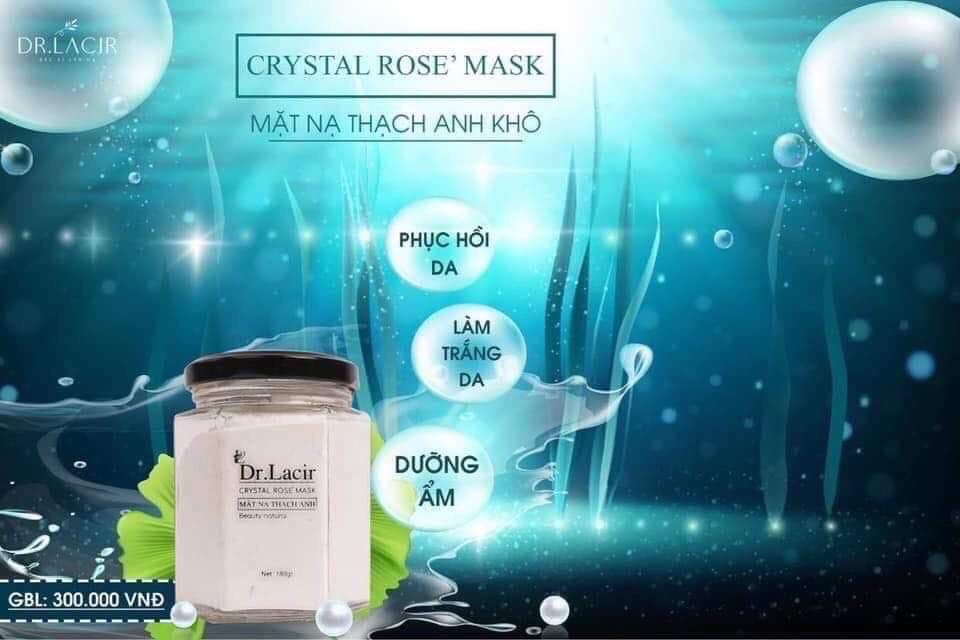 DR.LACIR
CRYSTAL ROSE' MASK
MẶT NẠ THẠCH ANH KHÔ
PHỤC HỒI
DA
LÀM
TRẮNG
DA
DƯỠNG
ẨM
Dr.Lacir
CRYSTAL ROSE MASK
MẶT NẠ THẠCH ANH
Beauty natural
Net: 180gr
GBL: 300.000 VNĐ